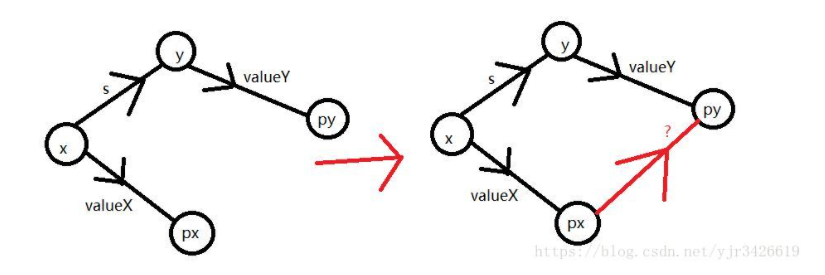 y
valueY
s
py
x
valueX
px
y
valueY
s
py
?
x
valueX
px
https://blog.csdn.net/yjr3426619